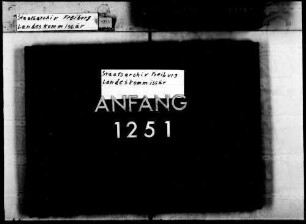 Staatsarchiv Freiburg
Landeskommissär
Staatsarchiv Freiburg
Landeskommissär
ANFANG
1251